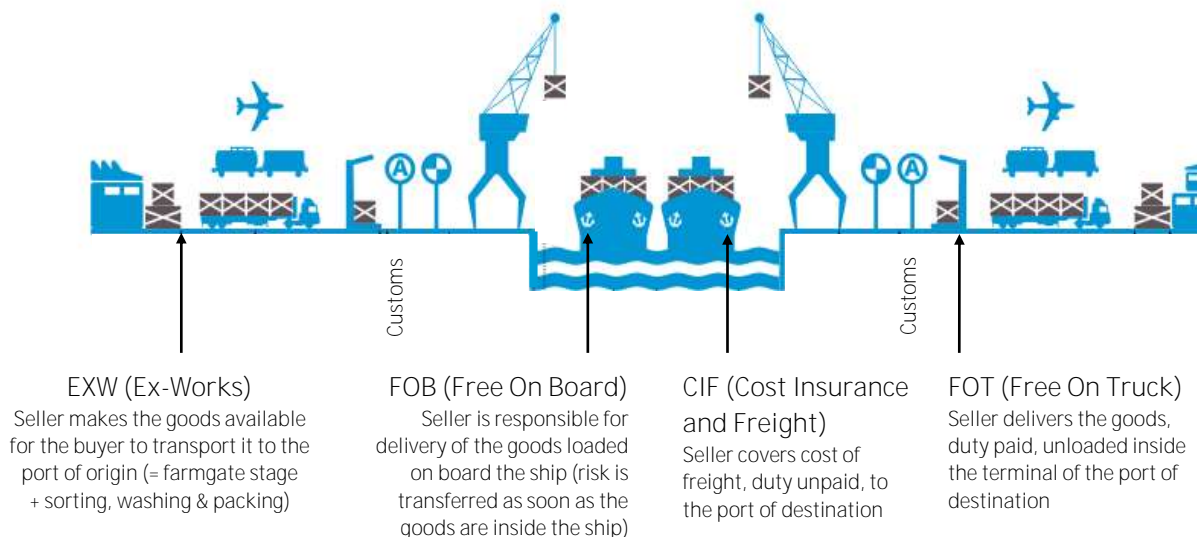 A
A
Customs
Customs
EXW (Ex-Works)
Seller makes the goods available
for the buyer to transport it to the
port of origin (= farmgate stage
+ sorting, washing & packing)
FOB (Free On Board)
Seller is responsible for
delivery of the goods loaded
on board the ship (risk is
transferred as soon as the
goods are inside the ship)
CIF (Cost Insurance
and Freight)
Seller covers cost of
freight, duty unpaid, to
the port of destination
FOT (Free On Truck)
Seller delivers the goods,
duty paid, unloaded inside
the terminal of the port of
destination